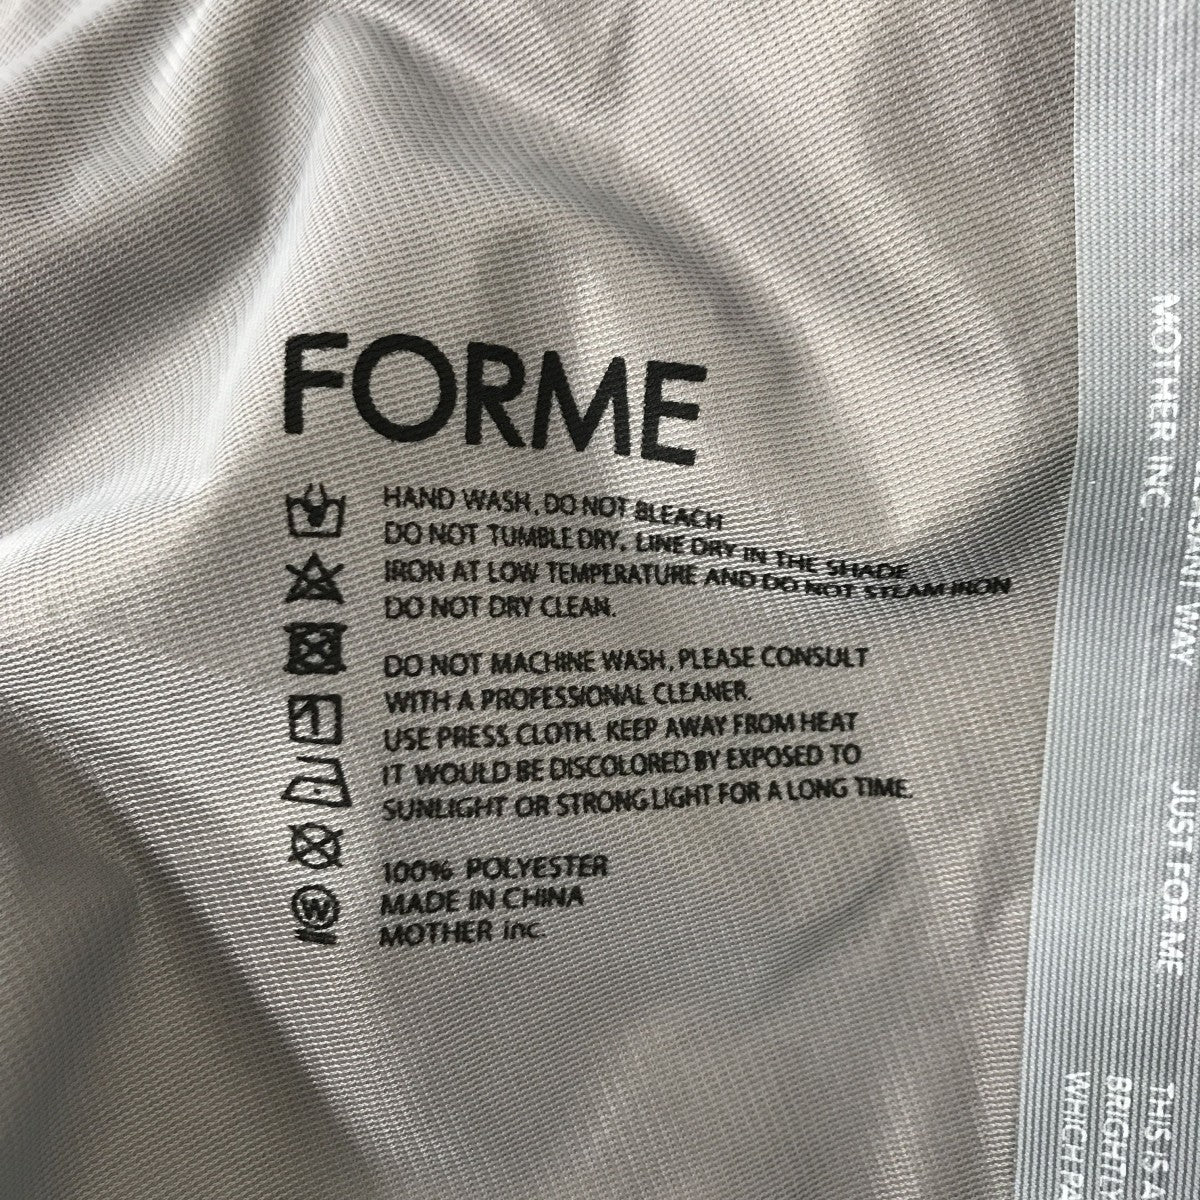 FORME
HAND WASH, DO NOT BLEACH
DO NOT TUMBLE DRY, LINE DRY IN THE SHADE
IRON AT LOW TEMPERATURE AND DO NOT STEAM IRON
DO NOT DRY CLEAN.
DO NOT MACHINE WASH, PLEASE CONSULT
WITH A PROFESSIONAL CLEANER.
USE PRESS CLOTH. KEEP AWAY FROM HEAT
IT WOULD BE DISCOLORED BY EXPOSED TO
SUNLIGHT OR STRONG LIGHT FOR A LONG TIME.
100% POLYESTER
MADE IN CHINA
MOTHER inc.
W
MOTHER INC.
WAY
JUST FOR ME
THIS IS A
BRIGHTL
WHICH PA